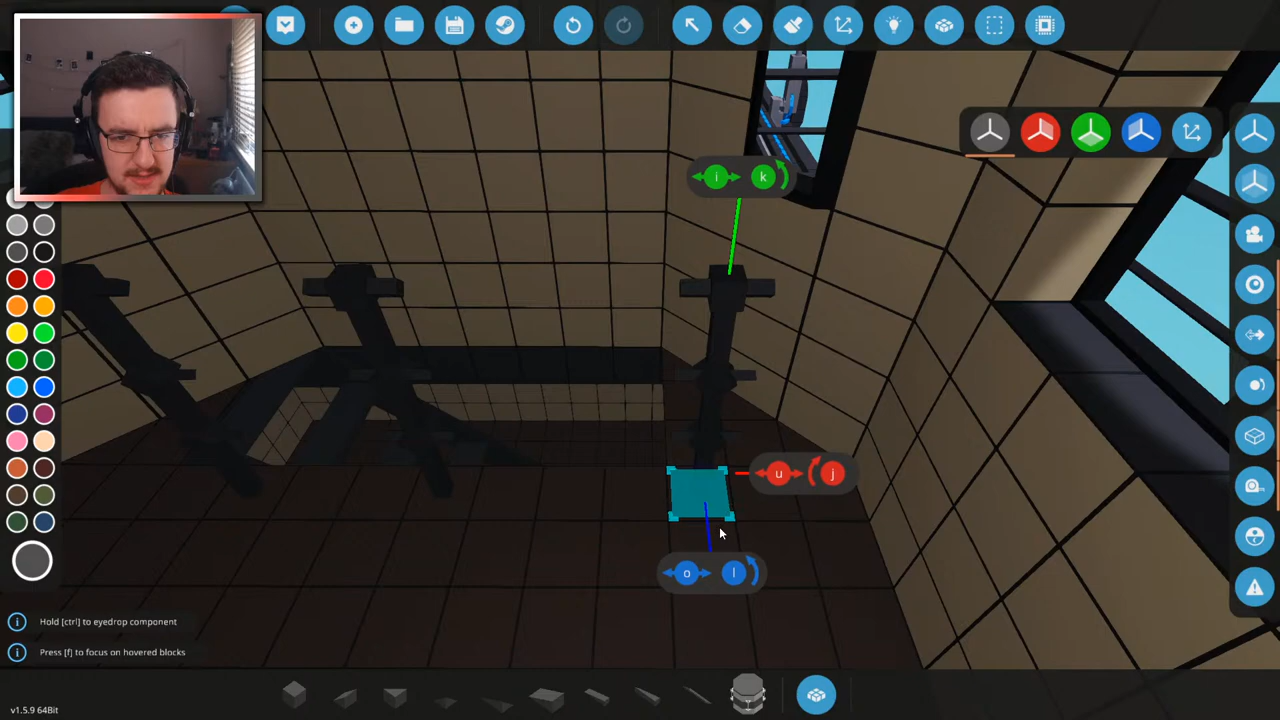 i k
u j
o l
Hold [ctrl] to eyedrop component
Press [f] to focus on hovered blocks
v1.5.9 64Bit